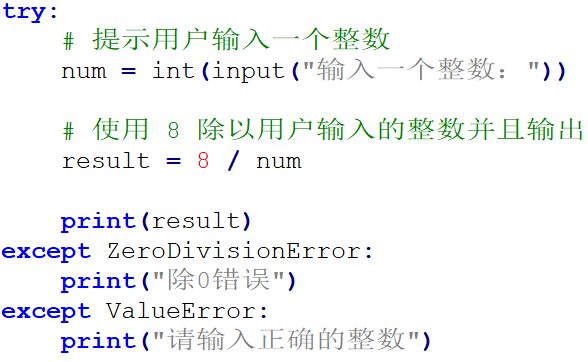 try:
    # 提示用户输入一个整数
    num = int(input("输入一个整数："))
    # 使用 8 除以用户输入的整数并且输出
    result = 8 / num
    print(result)
except ZeroDivisionError:
    print("除0错误")
except ValueError:
    print("请输入正确的整数")